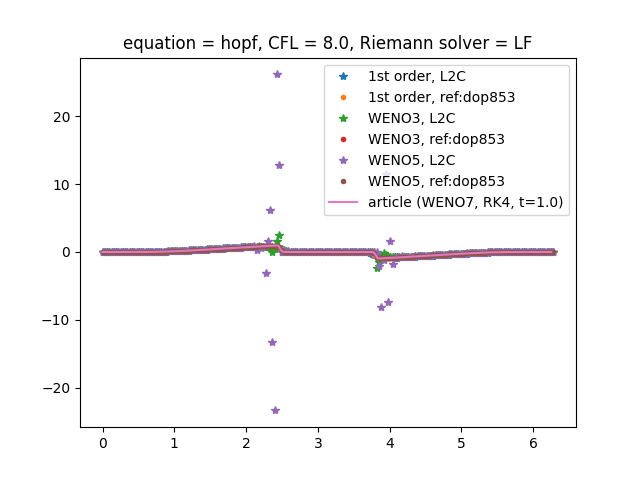 equation = hopf, CFL = 8.0, Riemann solver = LF
1st order, L2C
1st order, ref:dop853
WENO3, L2C
WENO3, ref:dop853
WENO5, L2C
WENO5, ref:dop853
article (WENO7, RK4, t=1.0)
20
10
0
−10
−20
0 1 2 3 4 5 6